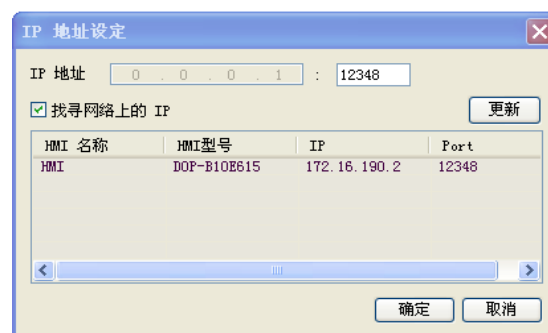 IP 地址设定
IP 地址 0 . 0 . 0 . 1 : 12348
找寻网络上的 IP 更新
HMI 名称 HMI型号 IP Port
HMI DOP-B10E615 172.16.190.2 12348
确定 取消